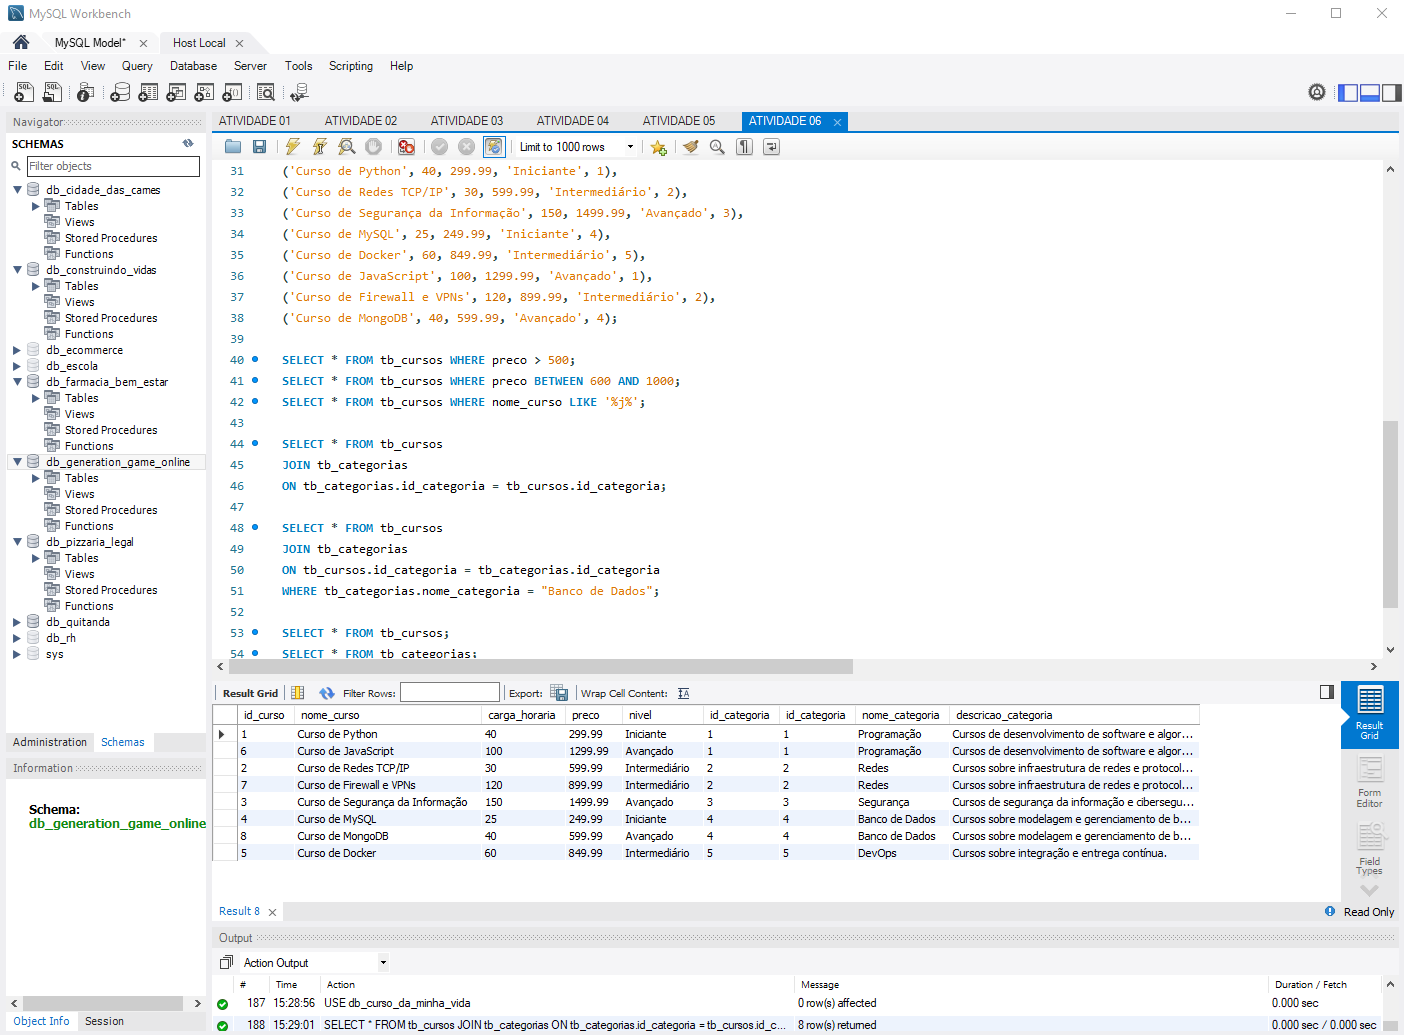 MySQL Workbench
MySQL Model*
Host Local
File Edit View Query Database Server Tools Scripting Help
Navigator
SCHEMAS
Filter objects
db_cidade_das_carnes
Tables
Views
Stored Procedures
Functions
db_construindo_vidas
Tables
Views
Stored Procedures
Functions
db_ecommerce
db_escola
db_farmacia_bem_estar
Tables
Views
Stored Procedures
Functions
db_generation_game_online
Tables
Views
Stored Procedures
Functions
db_pizzaria_legal
Tables
Views
Stored Procedures
Functions
db_quitanda
db_rh
sys
Administration Schemas
Information
Schema:
db_generation_game_online
Object Info Session
ATIVIDADE 01 ATIVIDADE 02 ATIVIDADE 03 ATIVIDADE 04 ATIVIDADE 05 ATIVIDADE 06
Limit to 1000 rows
31 ('Curso de Python', 40, 299.99, 'Iniciante', 1),
32 ('Curso de Redes TCP/IP', 30, 599.99, 'Intermediário', 2),
33 ('Curso de Segurança da Informação', 150, 1499.99, 'Avançado', 3),
34 ('Curso de MySQL', 25, 249.99, 'Iniciante', 4),
35 ('Curso de Docker', 60, 849.99, 'Intermediário', 5),
36 ('Curso de JavaScript', 100, 1299.99, 'Avançado', 1),
37 ('Curso de Firewall e VPNs', 120, 899.99, 'Intermediário', 2),
38 ('Curso de MongoDB', 40, 599.99, 'Avançado', 4);
39
40 SELECT * FROM tb_cursos WHERE preco > 500;
41 SELECT * FROM tb_cursos WHERE preco BETWEEN 600 AND 1000;
42 SELECT * FROM tb_cursos WHERE nome_curso LIKE '%j%';
43
44 SELECT * FROM tb_cursos
45 JOIN tb_categorias
46 ON tb_categorias.id_categoria = tb_cursos.id_categoria;
47
48 SELECT * FROM tb_cursos
49 JOIN tb_categorias
50 ON tb_cursos.id_categoria = tb_categorias.id_categoria
51 WHERE tb_categorias.nome_categoria = "Banco de Dados";
52
53 SELECT * FROM tb_cursos;
54 SELECT * FROM tb_categorias;
Result Grid Filter Rows: Export: Wrap Cell Content:
id_curso nome_curso carga_horaria preco nivel id_categoria id_categoria nome_categoria descricao_categoria
1 Curso de Python 40 299.99 Iniciante 1 1 Programação Cursos de desenvolvimento de software e algor...
6 Curso de JavaScript 100 1299.99 Avançado 1 1 Programação Cursos de desenvolvimento de software e algor...
2 Curso de Redes TCP/IP 30 599.99 Intermediário 2 2 Redes Cursos sobre infraestrutura de redes e protocol...
7 Curso de Firewall e VPNs 120 899.99 Intermediário 2 2 Redes Cursos sobre infraestrutura de redes e protocol...
3 Curso de Segurança da Informação 150 1499.99 Avançado 3 3 Segurança Cursos de segurança da informação e cibersegu...
4 Curso de MySQL 25 249.99 Iniciante 4 4 Banco de Dados Cursos sobre modelagem e gerenciamento de b...
8 Curso de MongoDB 40 599.99 Avançado 4 4 Banco de Dados Cursos sobre modelagem e gerenciamento de b...
5 Curso de Docker 60 849.99 Intermediário 5 5 DevOps Cursos sobre integração e entrega contínua.
Result
Grid
Form
Editor
Field
Types
Result 8
Read Only
Output
Action Output
# Time Action Message Duration / Fetch
187 15:28:56 USE db_curso_da_minha_vida 0 row(s) affected 0.000 sec
188 15:29:01 SELECT * FROM tb_cursos JOIN tb_categorias ON tb_categorias.id_categoria = tb_cursos.id_c... 8 row(s) returned 0.000 sec / 0.000 sec